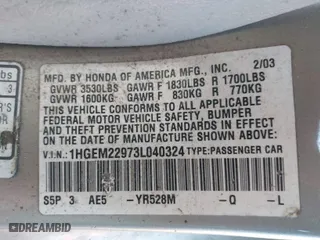 MFD. BY HONDA OF AMERICA MFG., INC. 2/03
GVWR 3530LBS GAWR F 1830LBS R 1700LBS
GVWR 1600KG GAWR F 830KG R 770KG
THIS VEHICLE CONFORMS TO ALL APPLICABLE
FEDERAL MOTOR VEHICLE SAFETY, BUMPER
AND THEFT PREVENTION STANDARDS IN
EFFECT ON THE DATE OF MANUFACTURE
SHOWN ABOVE.
V.I.N.: 1HGEM22973L040324 TYPE: PASSENGER CAR
S5P 3 AE5 -YR528M -Q -L
bs
3